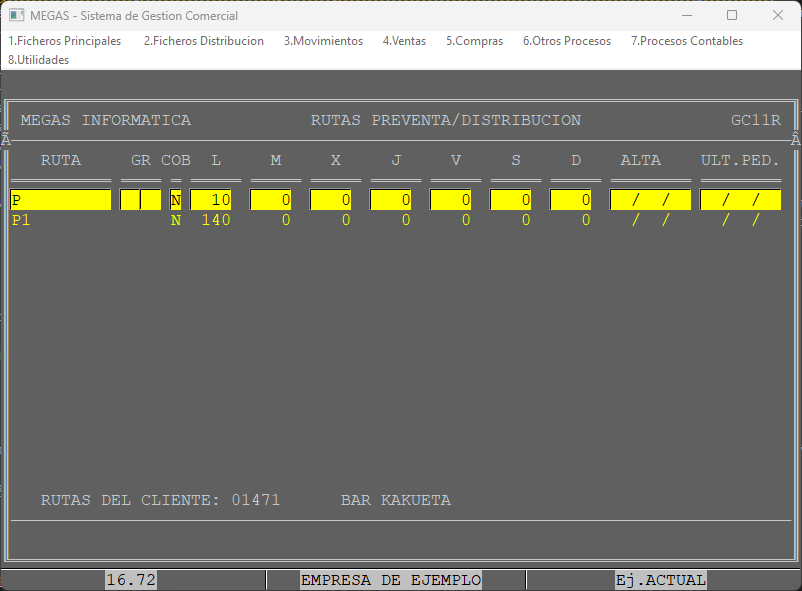 MEGAS - Sistema de Gestion Comercial
1.Ficheros Principales 2.Ficheros Distribucion 3.Movimientos 4.Ventas 5.Compras 6.Otros Procesos 7.Procesos Contables
8.Utilidades
MEGAS INFORMATICA RUTAS PREVENTA/DISTRIBUCION GC11R
Ã Ã
RUTA GR COB L M X J V S D ALTA ULT.PED.
P N 10 0 0 0 0 0 0 / / / /
P1 N 140 0 0 0 0 0 0 / / / /
RUTAS DEL CLIENTE: 01471 BAR KAKUETA
16.72 EMPRESA DE EJEMPLO Ej.ACTUAL